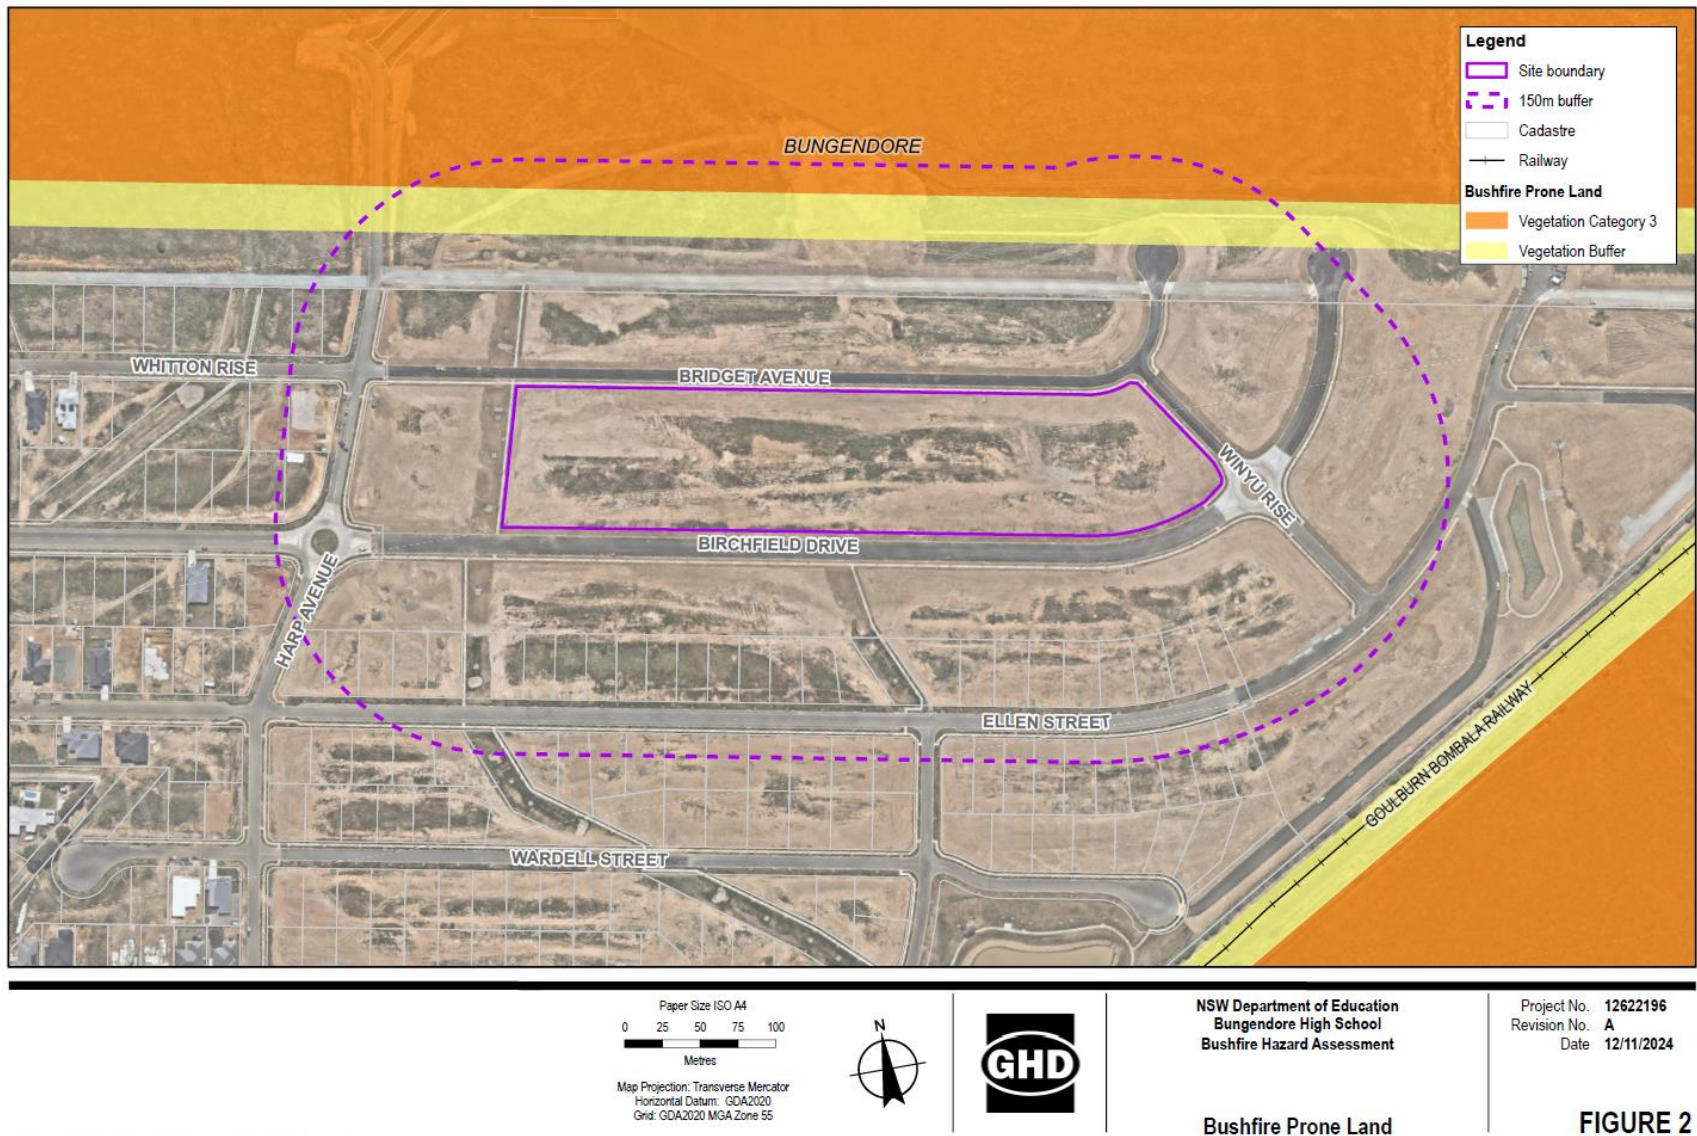 Legend
Site boundary
150m buffer
Cadastre
Railway
Bushfire Prone Land
Vegetation Category 3
Vegetation Buffer
BUNGENDORE
WHITTON RISE
BRIDGET AVENUE
WINYU RISE
BIRCHFIELD DRIVE
HARP AVENUE
ELLEN STREET
GOULBURN BOMBALA RAILWAY
WARDELL STREET
Paper Size ISO A4
0 25 50 75 100
Metres
Map Projection: Transverse Mercator
Horizontal Datum: GDA2020
Grid: GDA2020 MGA Zone 55
N
GHD
NSW Department of Education
Bungendore High School
Bushfire Hazard Assessment
Bushfire Prone Land
Project No. 12622196
Revision No. A
Date 12/11/2024
FIGURE 2